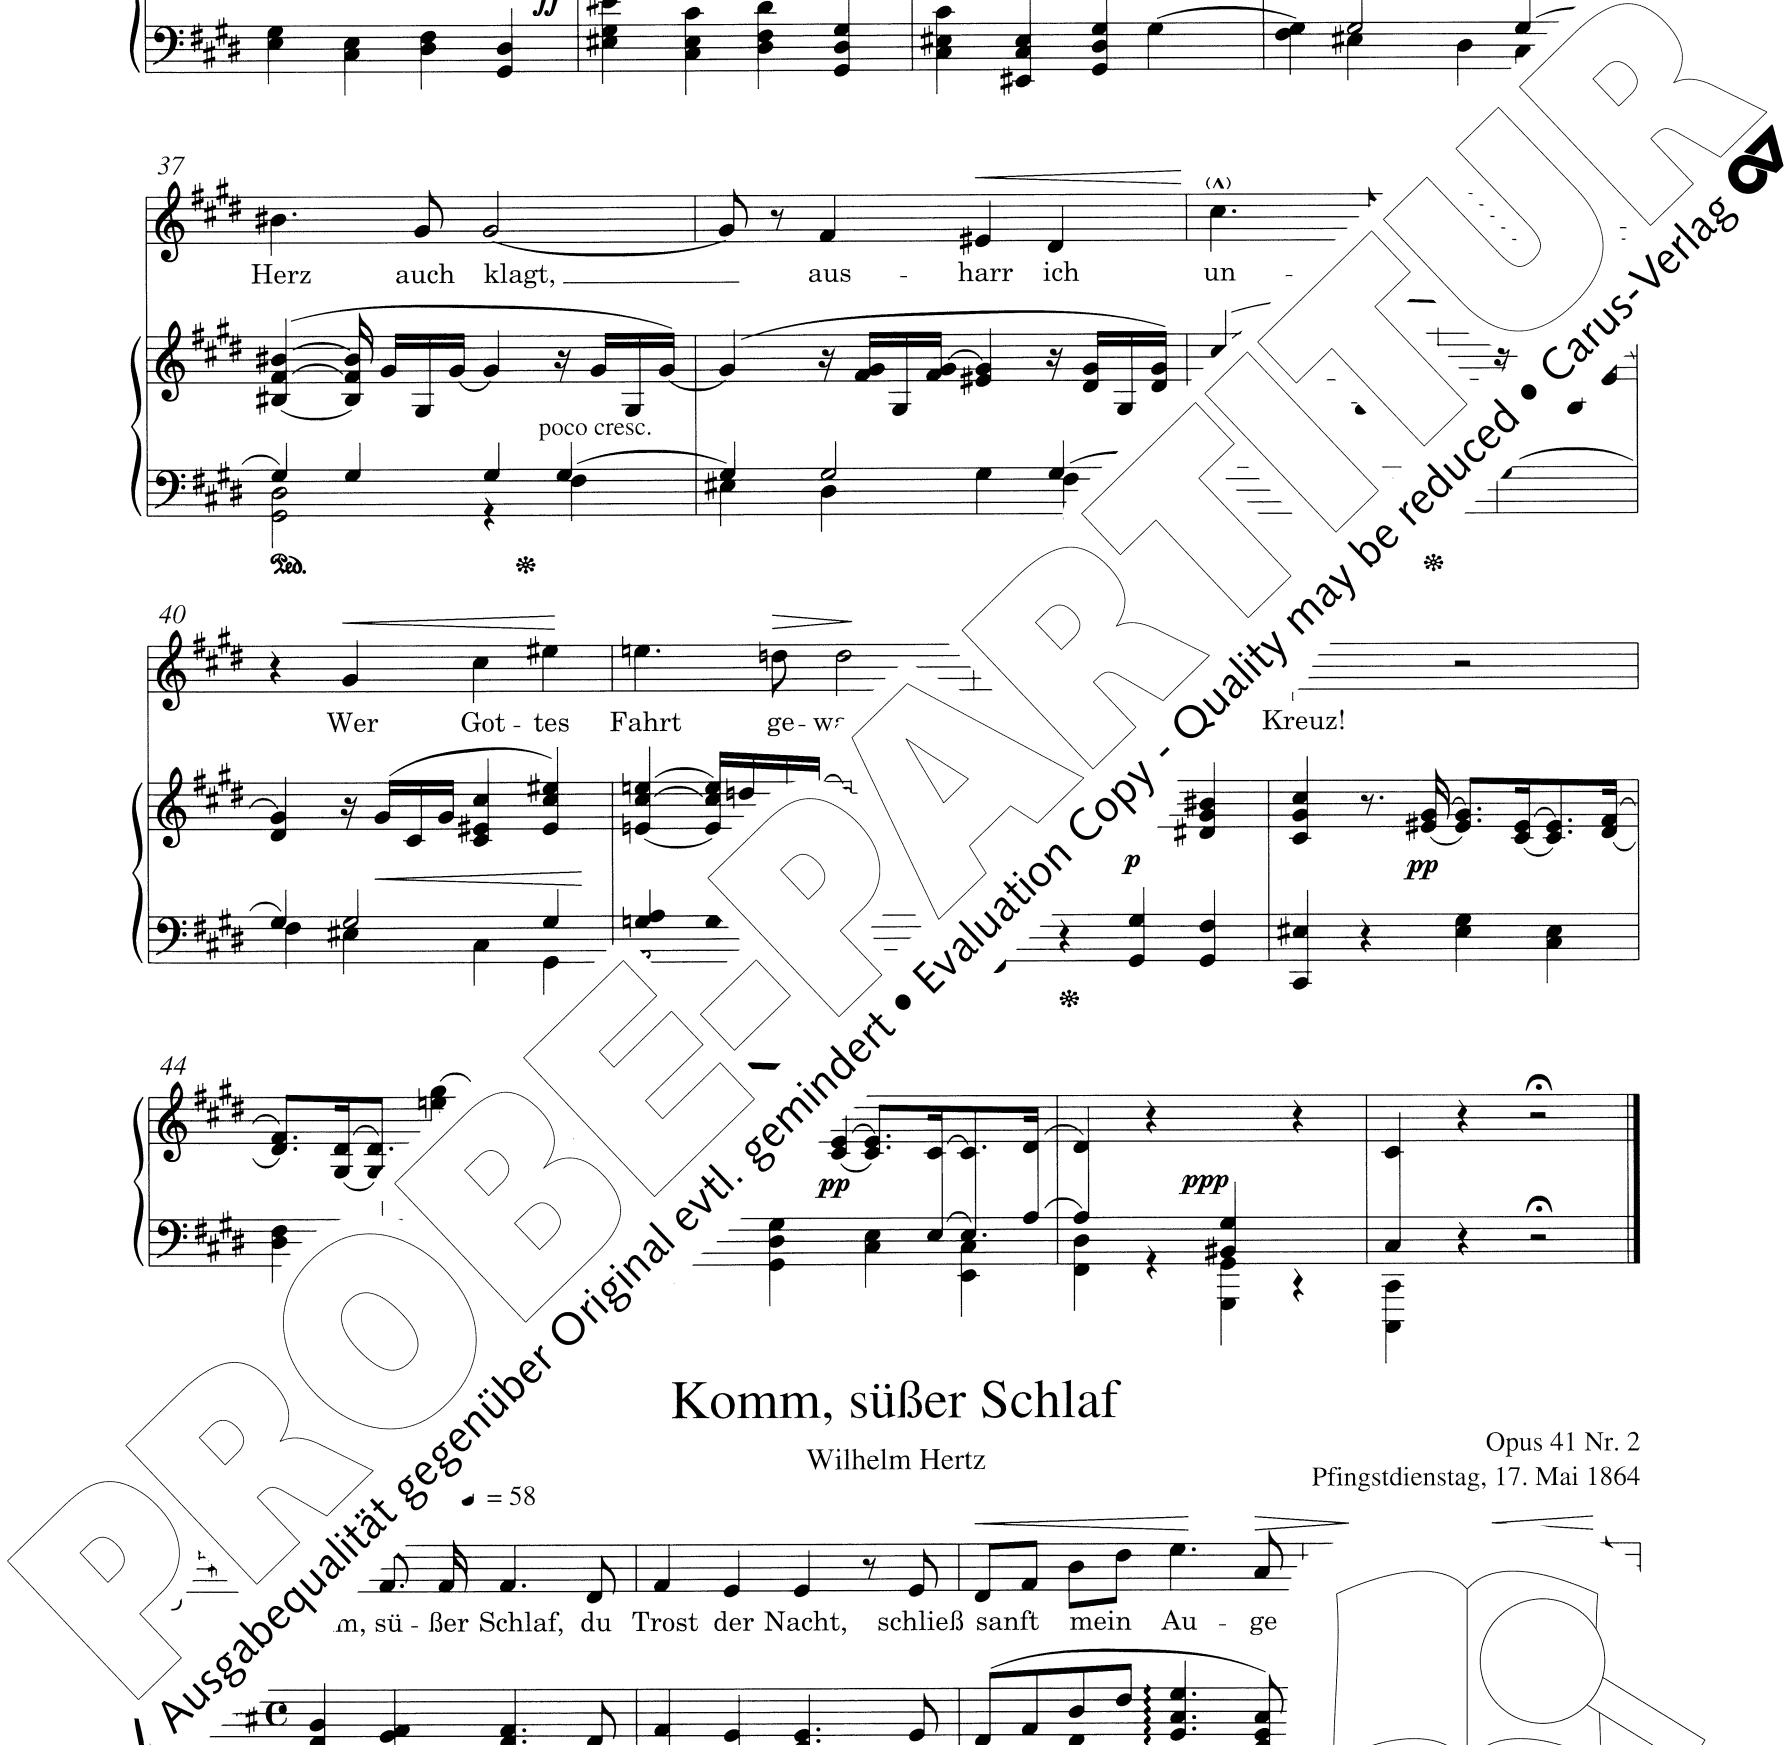 ff
37
Herz auch klagt, aus - harr ich un -
poco cresc.
Ped.
40
Wer Got - tes Fahrt ge - Kreuz!
p
pp
44
pp
ppp
Komm, süßer Schlaf
Wilhelm Hertz
Opus 41 Nr. 2
Pfingstdienstag, 17. Mai 1864
= 58
sü - ßer Schlaf, du Trost der Nacht, schließ sanft mein Au - ge
PROBE-PARTITUR
Ausgabequalität gegenüber Original evtl. gemindert • Evaluation Copy - Quality may be reduced • Carus-Verlag